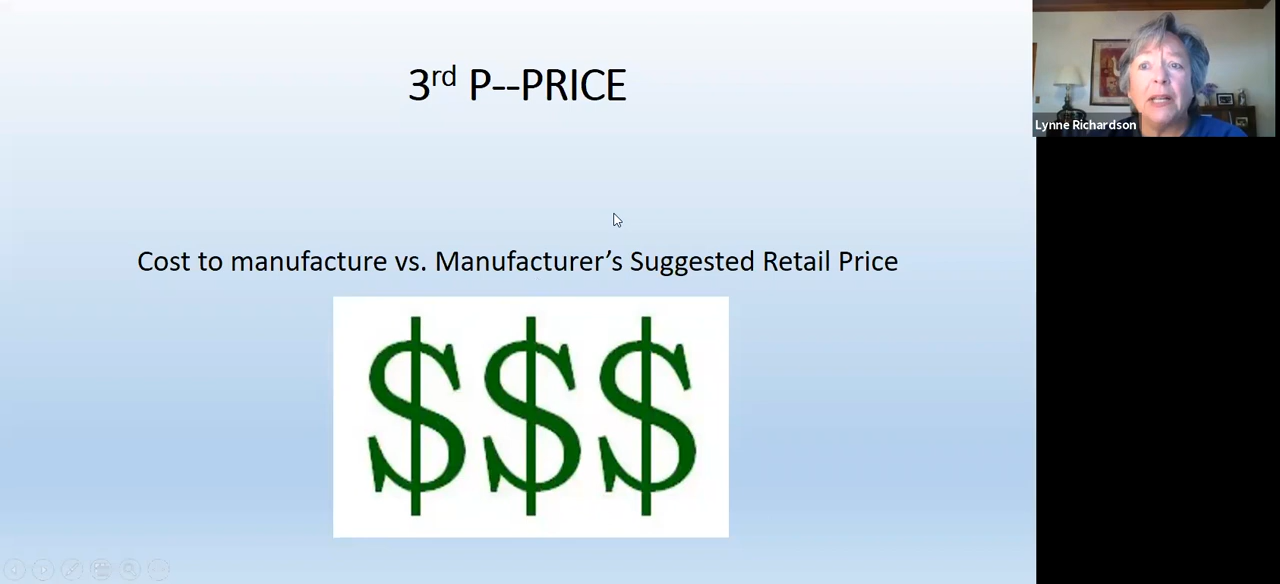 3rd P--PRICE
Cost to manufacture vs. Manufacturer’s Suggested Retail Price
$$$
Lynne Richardson